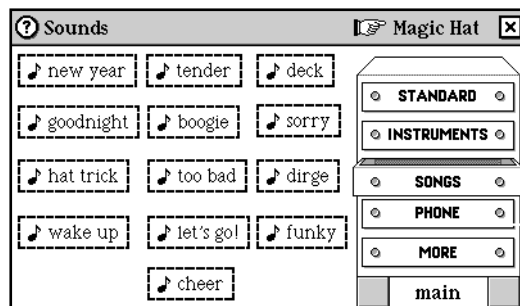 ? Sounds Magic Hat X
new year tender deck
goodnight boogie sorry
hat trick too bad dirge
wake up let's go! funky
cheer
STANDARD
INSTRUMENTS
SONGS
PHONE
MORE
main